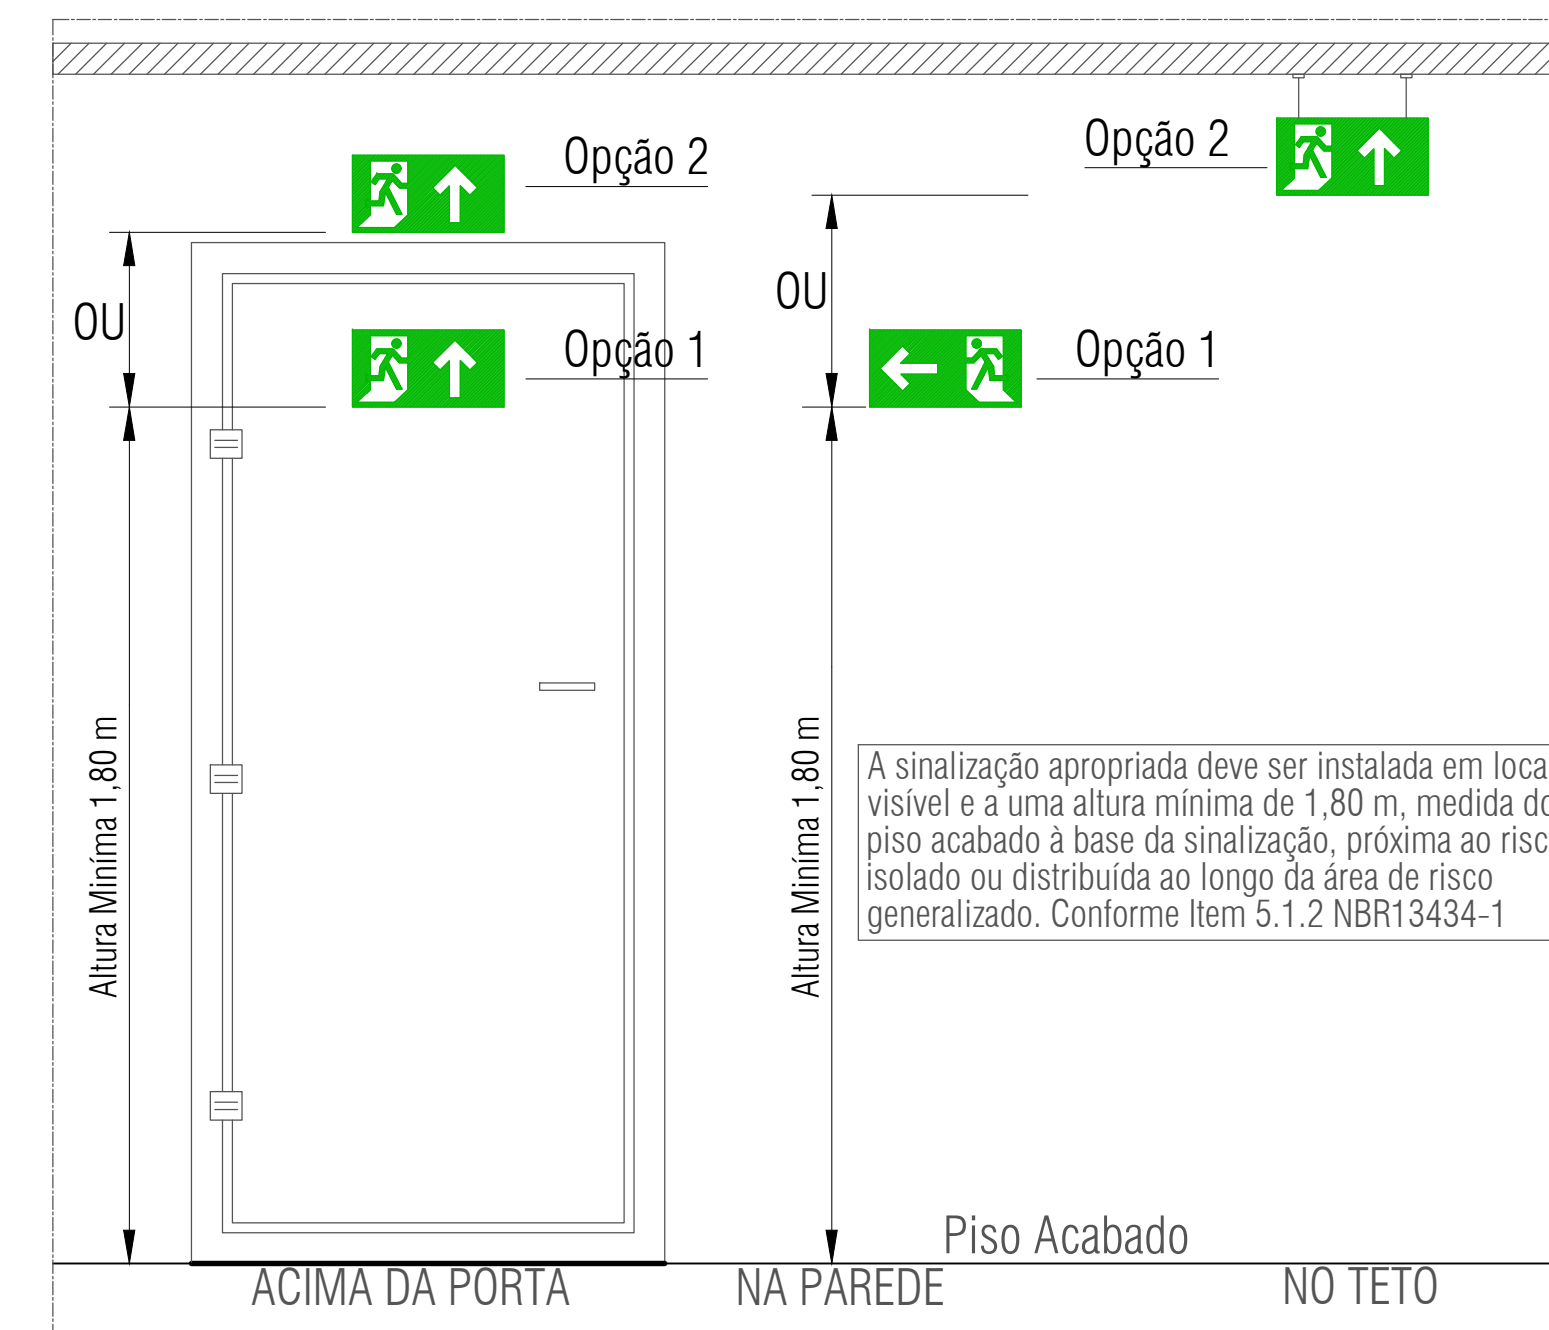 Opção 2
Opção 2
OU
OU
Opção 1
Opção 1
Altura Miníma 1,80 m
Altura Miníma 1,80 m
A sinalização apropriada deve ser instalada em loca
visível e a uma altura mínima de 1,80 m, medida do
piso acabado à base da sinalização, próxima ao risc
isolado ou distribuída ao longo da área de risco
generalizado. Conforme Item 5.1.2 NBR13434-1
Piso Acabado
ACIMA DA PORTA
NA PAREDE
NO TETO